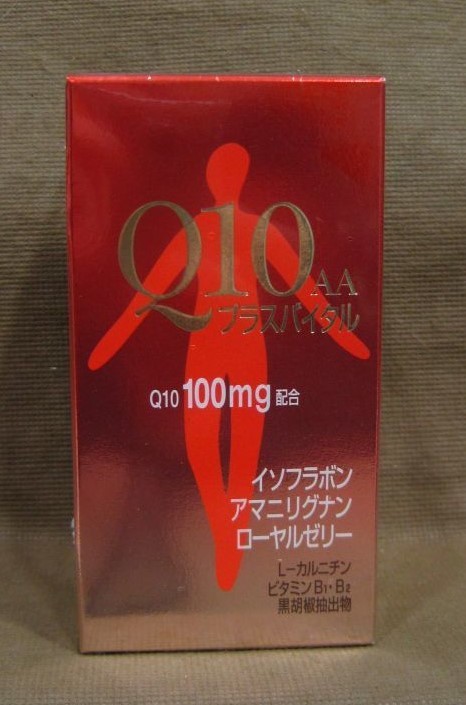 Q10AA
プラスバイタル
Q10 100mg 配合
イソフラボン
アマニリグナン
ローヤルゼリー
L-カルニチン
ビタミンB₁・B₂
黒胡椒抽出物